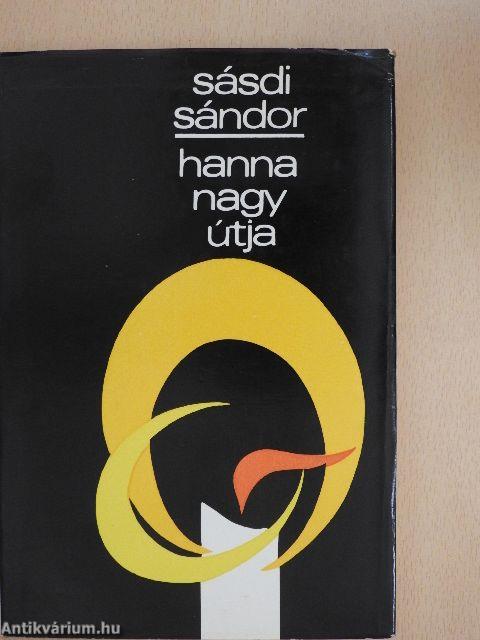 sásdi
sándor
hanna
nagy
útja
Antikvárium.hu